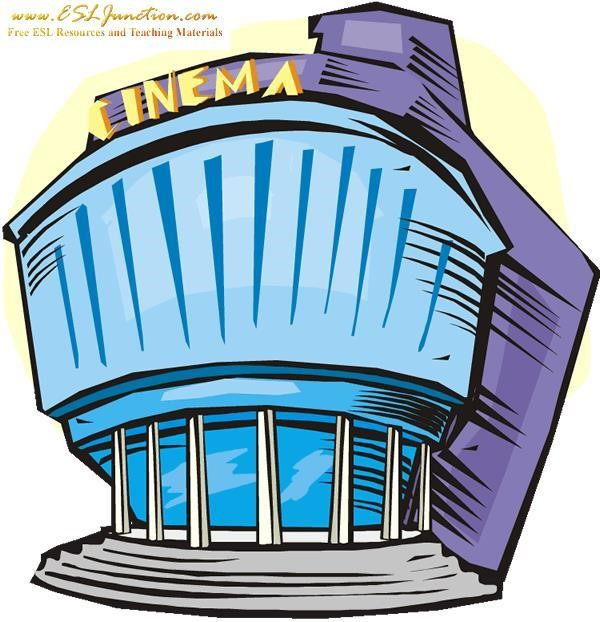 www.ESLJunction.com
Free ESL Resources and Teaching Materials
CINEMA